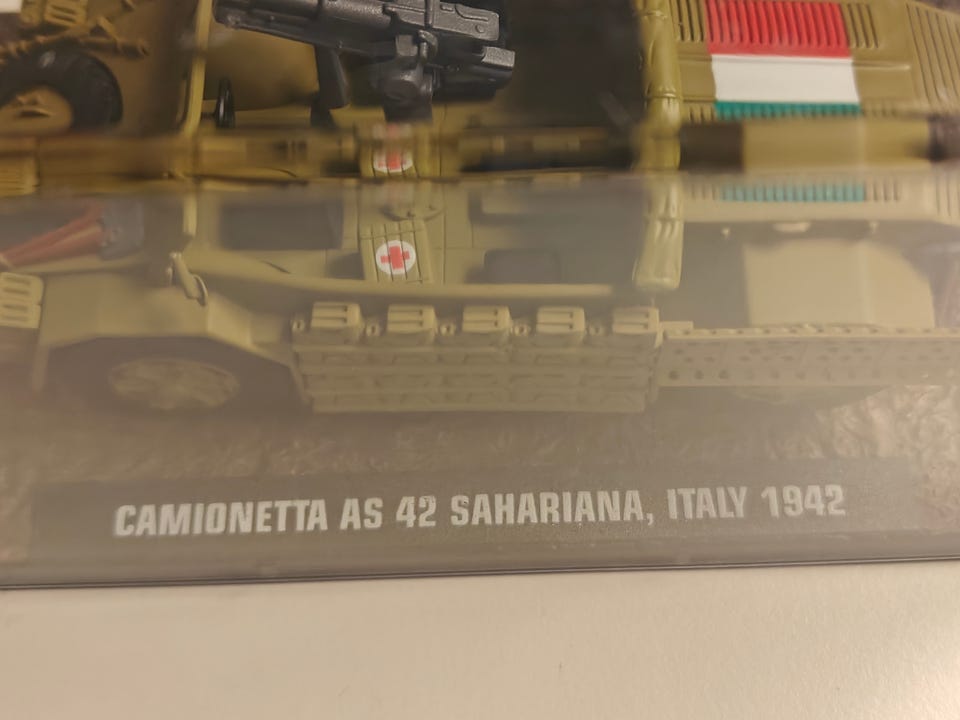 CAMIONETTA AS 42 SAHARIANA, ITALY 1942